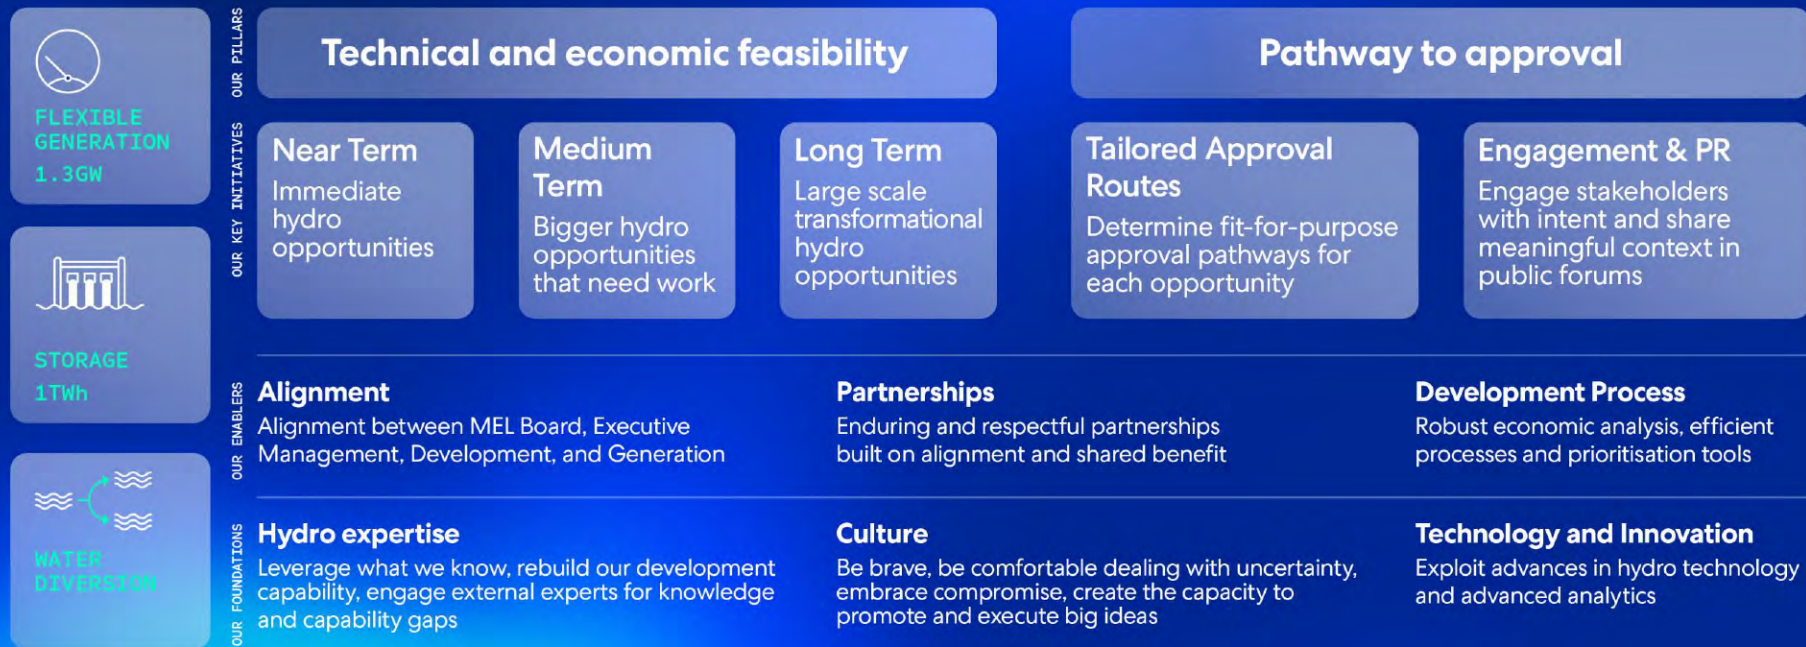 FLEXIBLE
GENERATION
1.3GW
STORAGE
1TWh
WATER
DIVERSION
OUR PILLARS
Technical and economic feasibility
Pathway to approval
OUR KEY INITIATIVES
Near Term
Immediate
hydro
opportunities
Medium
Term
Bigger hydro
opportunities
that need work
Long Term
Large scale
transformational
hydro
opportunities
Tailored Approval
Routes
Determine fit-for-purpose
approval pathways for
each opportunity
Engagement & PR
Engage stakeholders
with intent and share
meaningful context in
public forums
OUR ENABLERS
Alignment
Alignment between MEL Board, Executive
Management, Development, and Generation
Partnerships
Enduring and respectful partnerships
built on alignment and shared benefit
Development Process
Robust economic analysis, efficient
processes and prioritisation tools
OUR FOUNDATIONS
Hydro expertise
Leverage what we know, rebuild our development
capability, engage external experts for knowledge
and capability gaps
Culture
Be brave, be comfortable dealing with uncertainty,
embrace compromise, create the capacity to
promote and execute big ideas
Technology and Innovation
Exploit advances in hydro technology
and advanced analytics